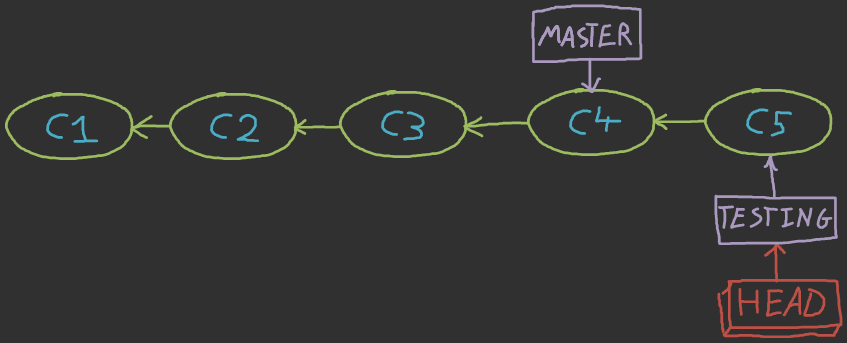 MASTER
C1 C2 C3 C4 C5
TESTING
HEAD